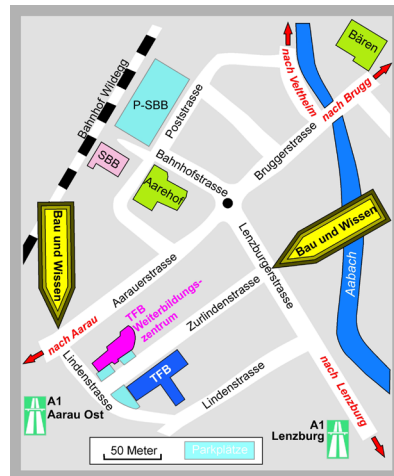 Bären
nach Veltheim
nach Brugg
Bahnhof Wildegg
P-SBB
Poststrasse
SBB
Bahnhofstrasse
Bruggerstrasse
Aarehof
Bau und Wissen
Bau und Wissen
Lenzburgerstrasse
Aabach
Aarauerstrasse
TFB
Weiterbildungs-
zentrum
Zurlindenstrasse
nach Aarau
Lindenstrasse
TFB
Lindenstrasse
nach Lenzburg
A1
Aarau Ost
A1
Lenzburg
50 Meter
Parkplätze